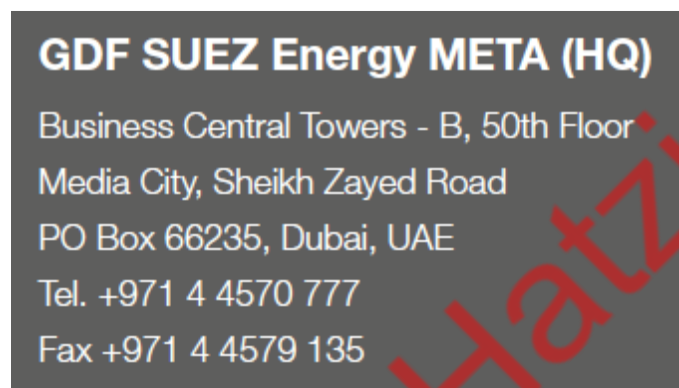 GDF SUEZ Energy META (HQ)
Business Central Towers - B, 50th Floor
Media City, Sheikh Zayed Road
PO Box 66235, Dubai, UAE
Tel. +971 4 4570 777
Fax +971 4 4579 135